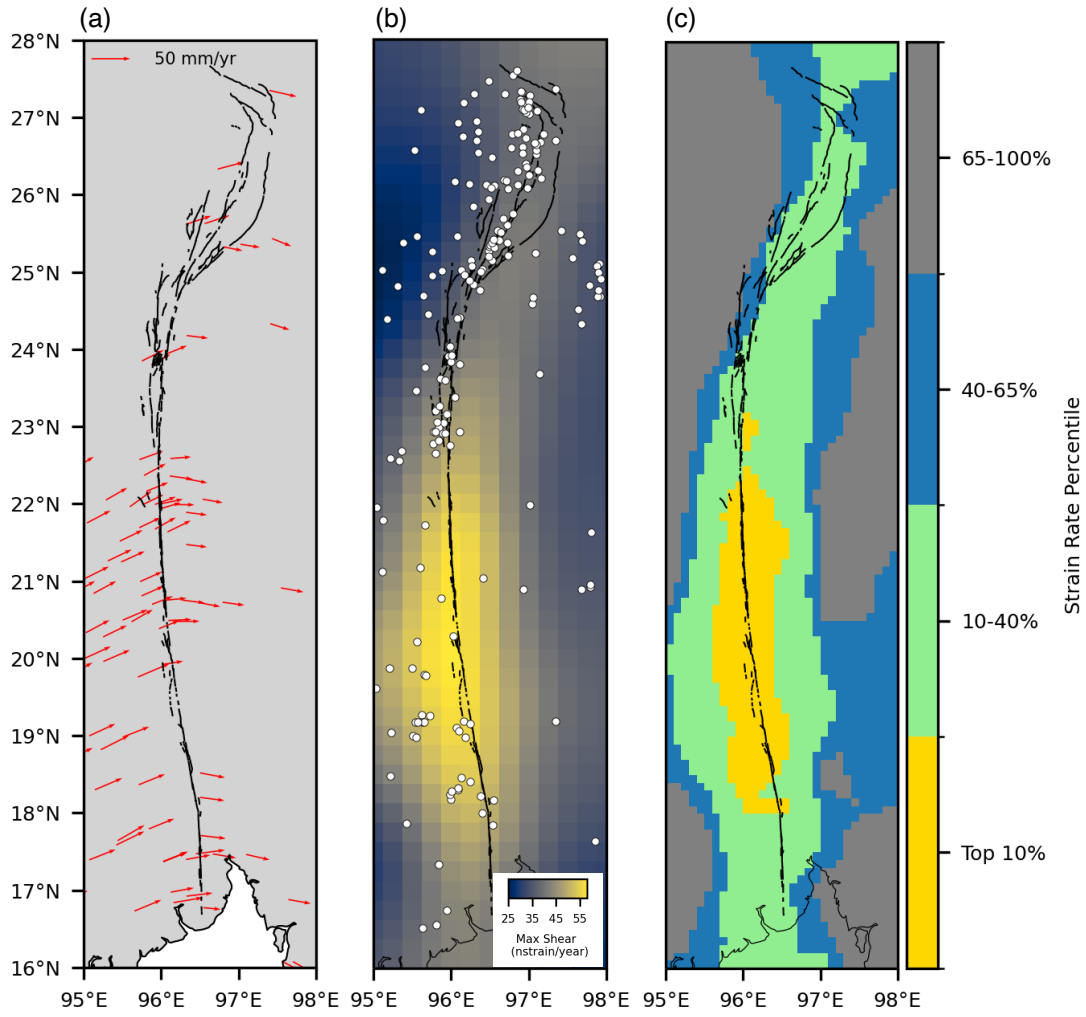 (a)
(b)
(c)
28°N
27°N
26°N
25°N
24°N
23°N
22°N
21°N
20°N
19°N
18°N
17°N
16°N
50 mm/yr
95°E
96°E
97°E
98°E
95°E
96°E
97°E
98°E
95°E
96°E
97°E
98°E
25 35 45 55
Max Shear
(nstrain/year)
65-100%
40-65%
10-40%
Top 10%
Strain Rate Percentile